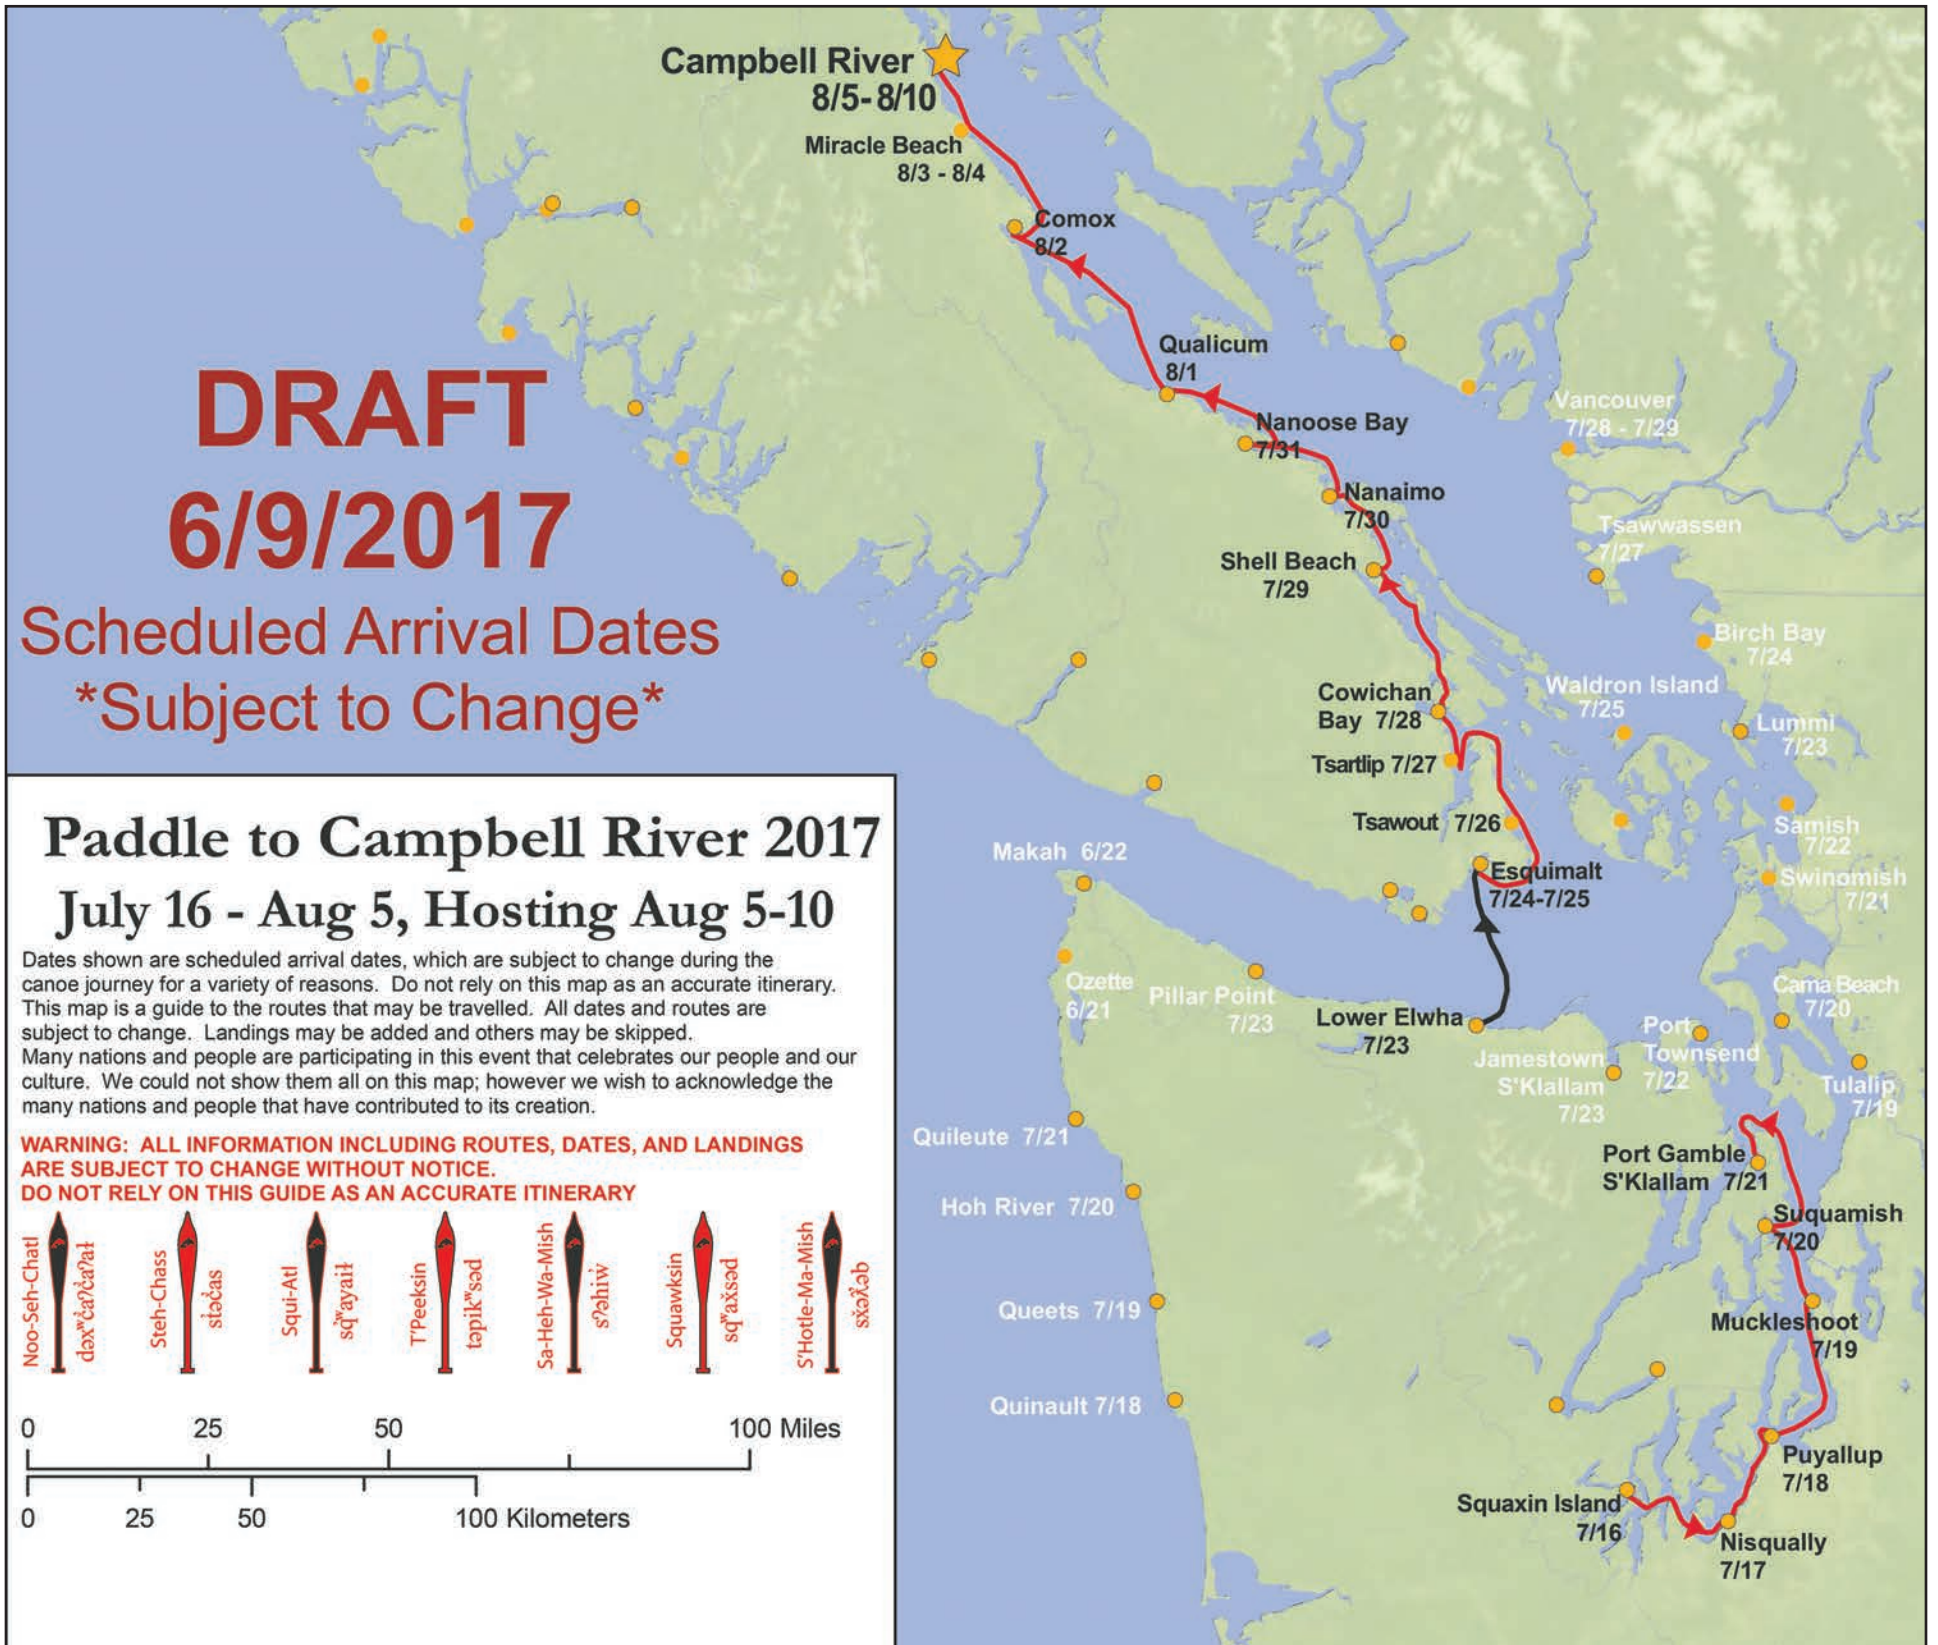 Campbell River
8/5- 8/10
Miracle Beach
8/3 - 8/4
Comox
8/2
Qualicum
8/1
Nanoose Bay
7/31
Nanaimo
7/30
Shell Beach
7/29
Cowichan
Bay 7/28
Tsartlip 7/27
Tsawout 7/26
Esquimalt
7/24-7/25
Vancouver
7/28 - 7/29
Tsawwassen
7/27
Birch Bay
7/24
Waldron Island
7/25
Lummi
7/23
Samish
7/22
Swinomish
7/21
Cama Beach
7/20
Tulalip
7/19
Port
Townsend
7/22
Jamestown
S'Klallam
7/23
Lower Elwha
7/23
Pillar Point
7/23
Makah 6/22
Ozette
6/21
Quileute 7/21
Hoh River 7/20
Queets 7/19
Quinault 7/18
Port Gamble
S'Klallam 7/21
Suquamish
7/20
Muckleshoot
7/19
Puyallup
7/18
Squaxin Island
7/16
Nisqually
7/17
DRAFT
6/9/2017
Scheduled Arrival Dates
*Subject to Change*
Paddle to Campbell River 2017
July 16 - Aug 5, Hosting Aug 5-10
Dates shown are scheduled arrival dates, which are subject to change during the
canoe journey for a variety of reasons. Do not rely on this map as an accurate itinerary.
This map is a guide to the routes that may be travelled. All dates and routes are
subject to change. Landings may be added and others may be skipped.
Many nations and people are participating in this event that celebrates our people and our
culture. We could not show them all on this map; however we wish to acknowledge the
many nations and people that have contributed to its creation.
WARNING: ALL INFORMATION INCLUDING ROUTES, DATES, AND LANDINGS
ARE SUBJECT TO CHANGE WITHOUT NOTICE.
DO NOT RELY ON THIS GUIDE AS AN ACCURATE ITINERARY
Noo-Seh-Chatl
dəxʷc̓aʔc̓aʔaɬ
Steh-Chass
st̓əc̓as
Squi-Atl
sq̓ʷayaiɬ
T'Peeksin
təpikʷsəd
Sa-Heh-Wa-Mish
sʔəhiw̓
Squawksin
sqʷax̌səd
S'Hotle-Ma-Mish
sx̌əƛ̓əb
0 25 50 100 Miles
0 25 50 100 Kilometers